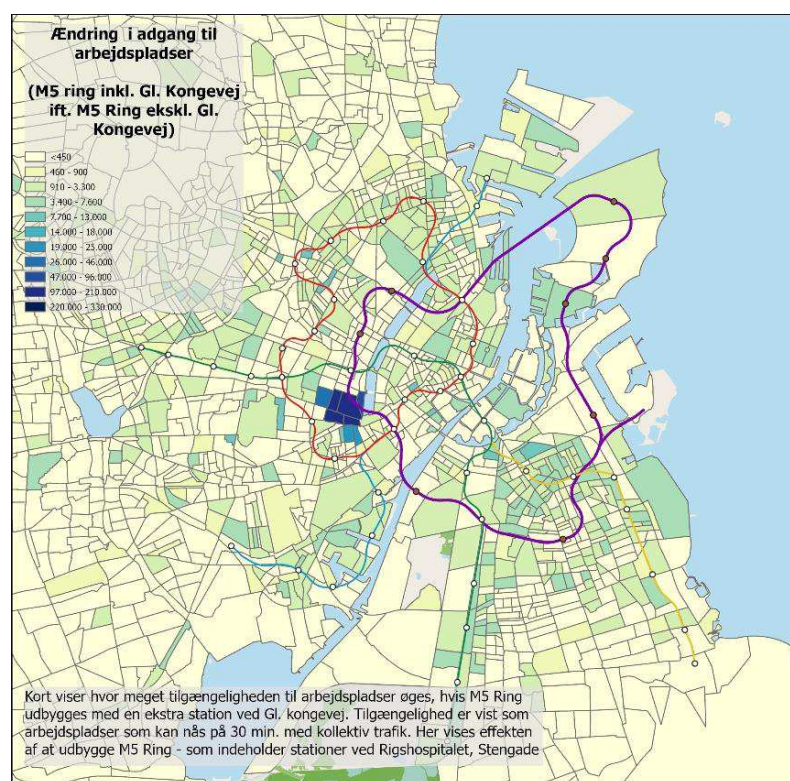 Ændring i adgang til
arbejdspladser
(M5 ring inkl. Gl. Kongevej
ift. M5 Ring ekskl. Gl.
Kongevej)
<450
460 - 900
910 - 3.300
3.400 - 7.600
7.700 - 13.000
14.000 - 18.000
19.000 - 25.000
26.000 - 46.000
47.000 - 96.000
97.000 - 210.000
220.000 - 330.000
Kort viser hvor meget tilgængeligheden til arbejdspladser øges, hvis M5 Ring
udbygges med en ekstra station ved Gl. kongevej. Tilgængelighed er vist som
arbejdspladser som kan nås på 30 min. med kollektiv trafik. Her vises effekten
af at udbygge M5 Ring - som indeholder stationer ved Rigshospitalet, Stengade